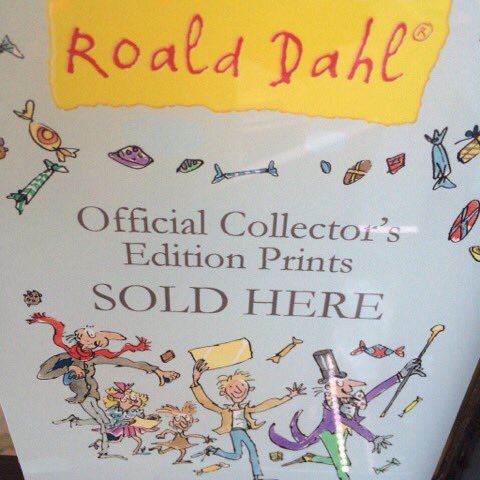 Roald Dahl®
Official Collector's
Edition Prints
SOLD HERE